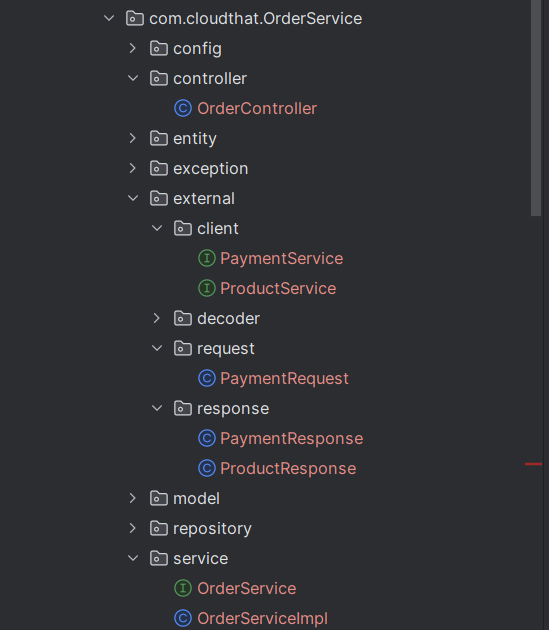 com.cloudthat.OrderService
config
controller
C OrderController
entity
exception
external
client
I PaymentService
I ProductService
decoder
request
C PaymentRequest
response
C PaymentResponse
C ProductResponse
model
repository
service
I OrderService
C OrderServiceImpl